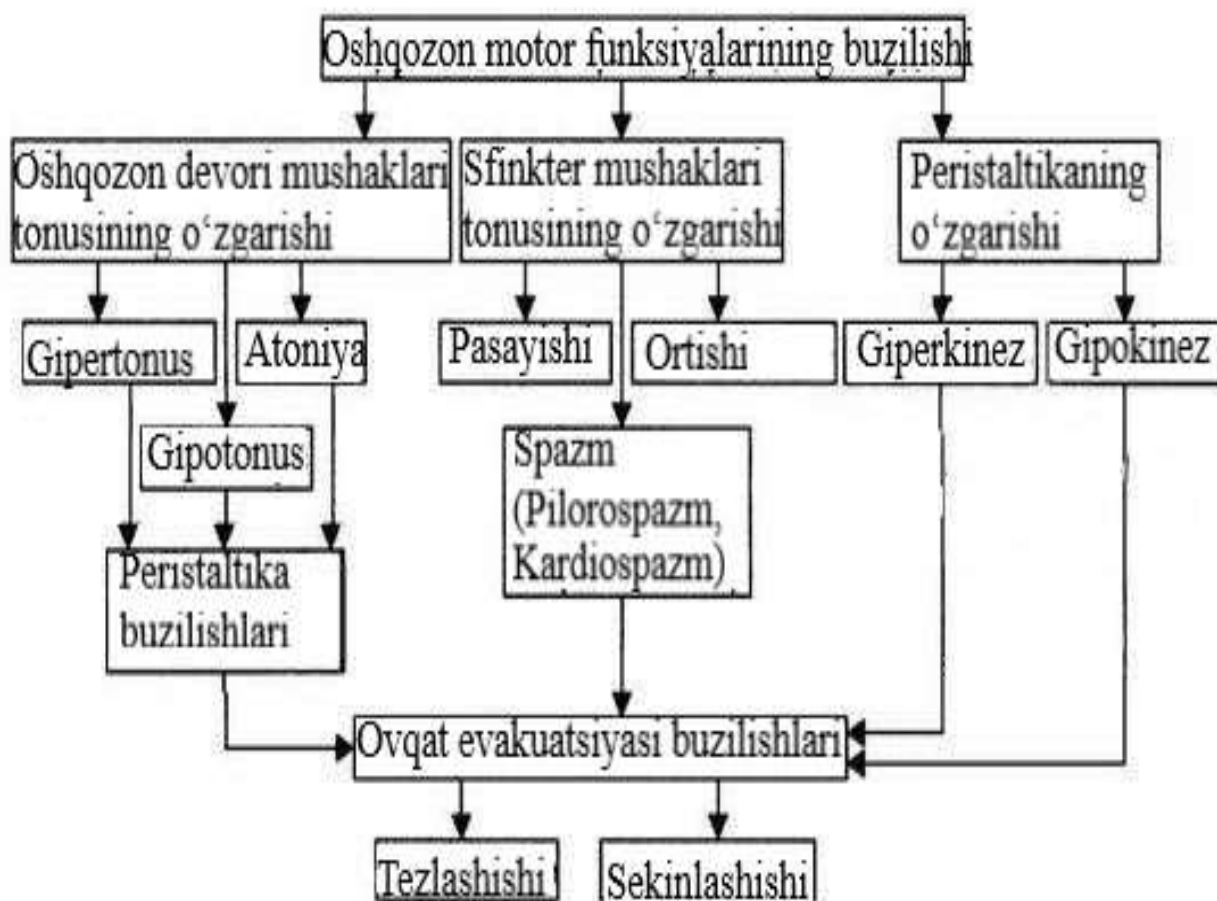 Oshqozon motor funksiyalarining buzilishi
Oshqozon devori mushaklari
tonusining o‘zgarishi
Sfinkter mushaklari
tonusining o‘zgarishi
Peristaltikaning
o‘zgarishi
Gipertonus
Atoniya
Pasayishi
Ortishi
Giperkinez
Gipokinez
Gipotonus
Spazm
(Pilorospazm,
Kardiospazm)
Peristaltika
buzilishlari
Ovqat evakuatsiyasi buzilishlari
Tezlashishi
Sekinlashishi